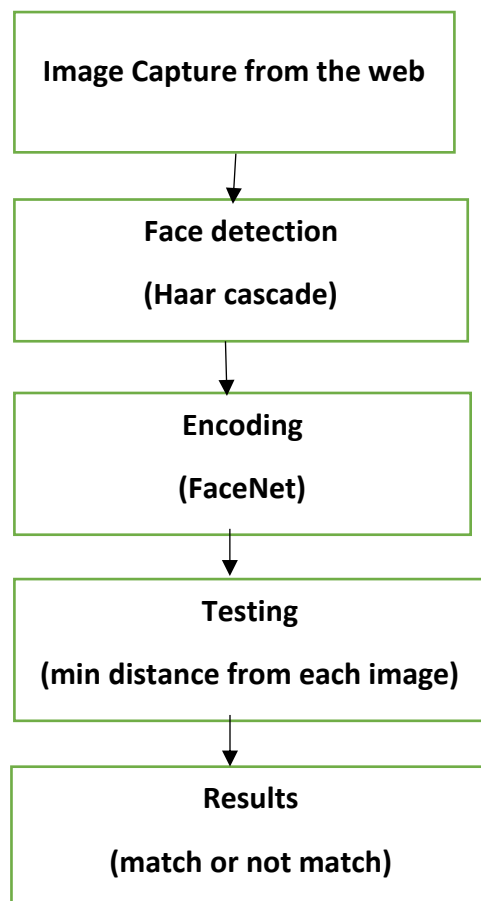 Image Capture from the web
Face detection
(Haar cascade)
Encoding
(FaceNet)
Testing
(min distance from each image)
Results
(match or not match)